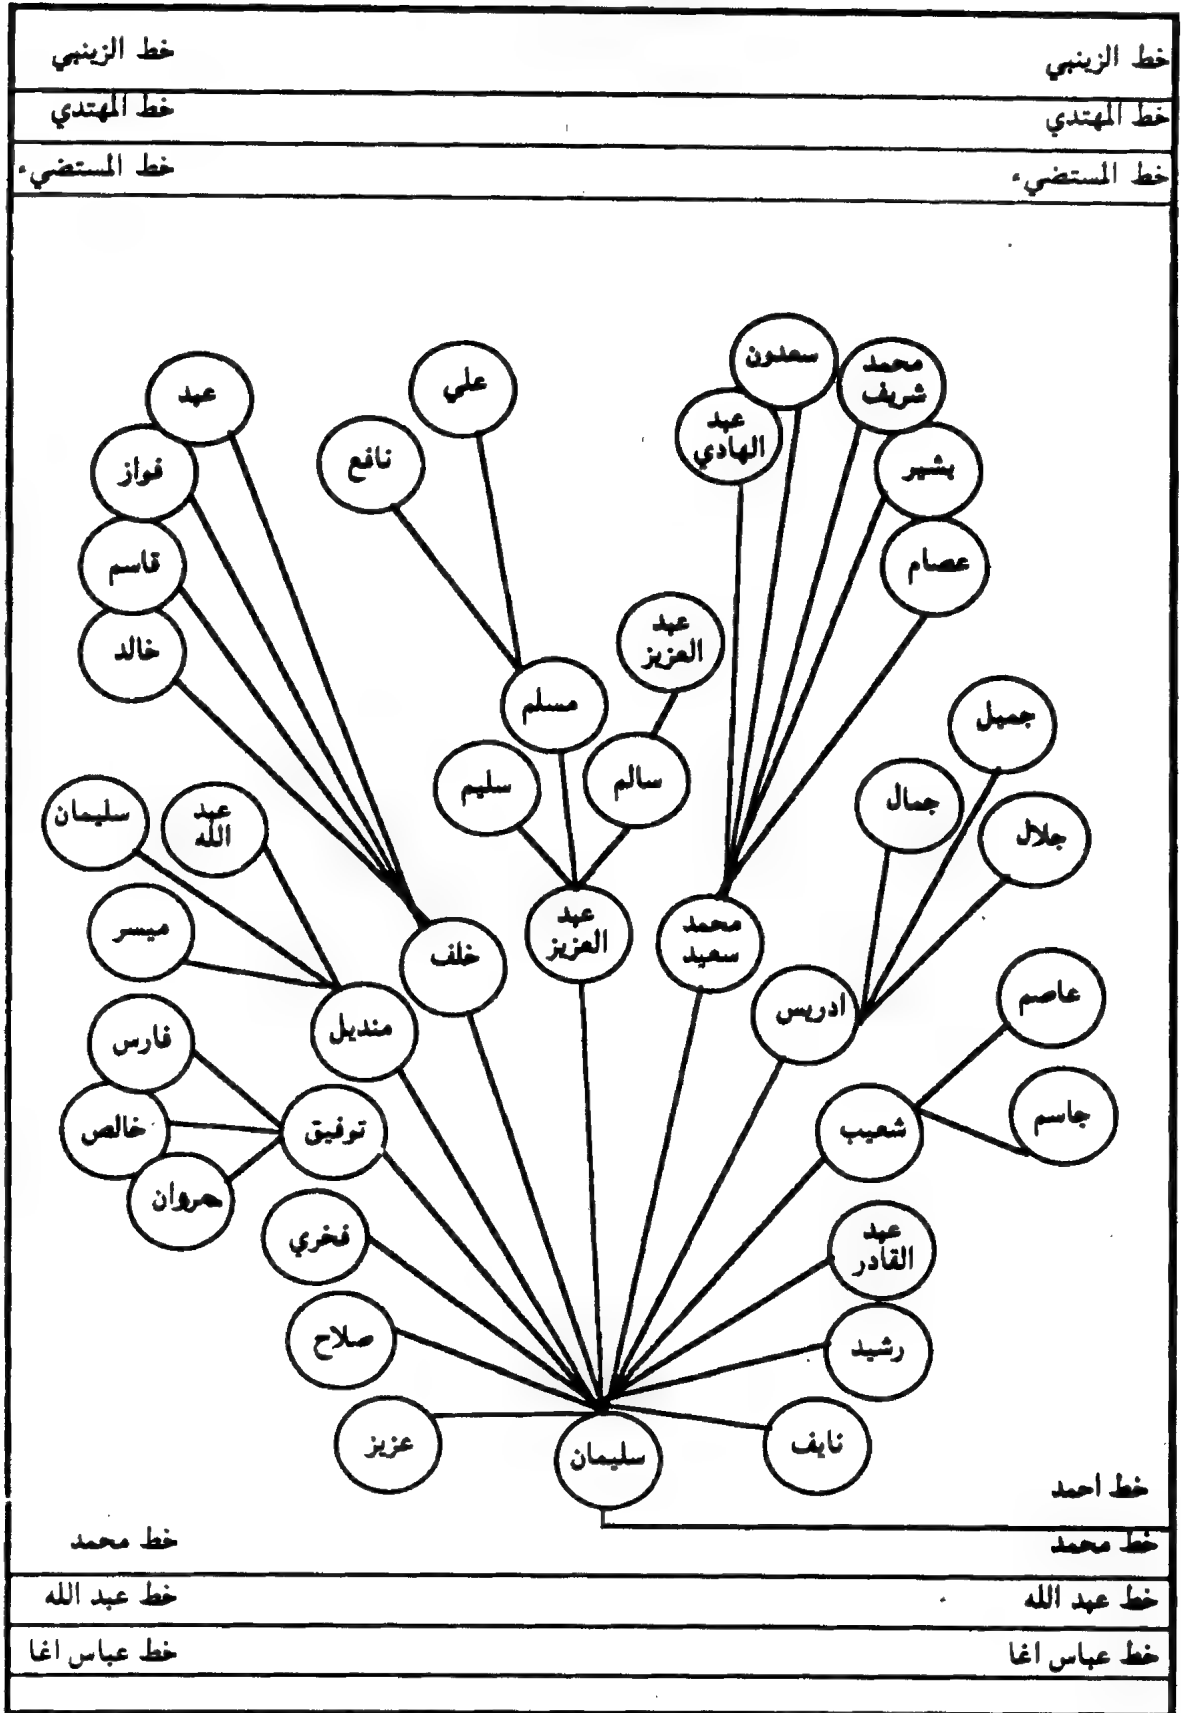 خط الزينبي
خط الزينبي
خط المهتدي
خط المهتدي
خط المستضيء
خط المستضيء
سعدون
محمد
شريف
عبد
الهادي
بشير
عصام
علي
نافع
عبد
فواز
قاسم
خالد
عبد
العزيز
مسلم
سالم
سليم
جميل
جمال
جلال
عبد
الله
سليمان
ميسر
محمد
سعيد
عبد
العزيز
خلف
ادريس
منديل
عاصم
جاسم
شعيب
فارس
توفيق
خالص
مروان
عبد
القادر
فخري
رشيد
صلاح
نايف
سليمان
عزيز
خط احمد
خط محمد
خط محمد
خط عبد الله
خط عبد الله
خط عباس اغا
خط عباس اغا